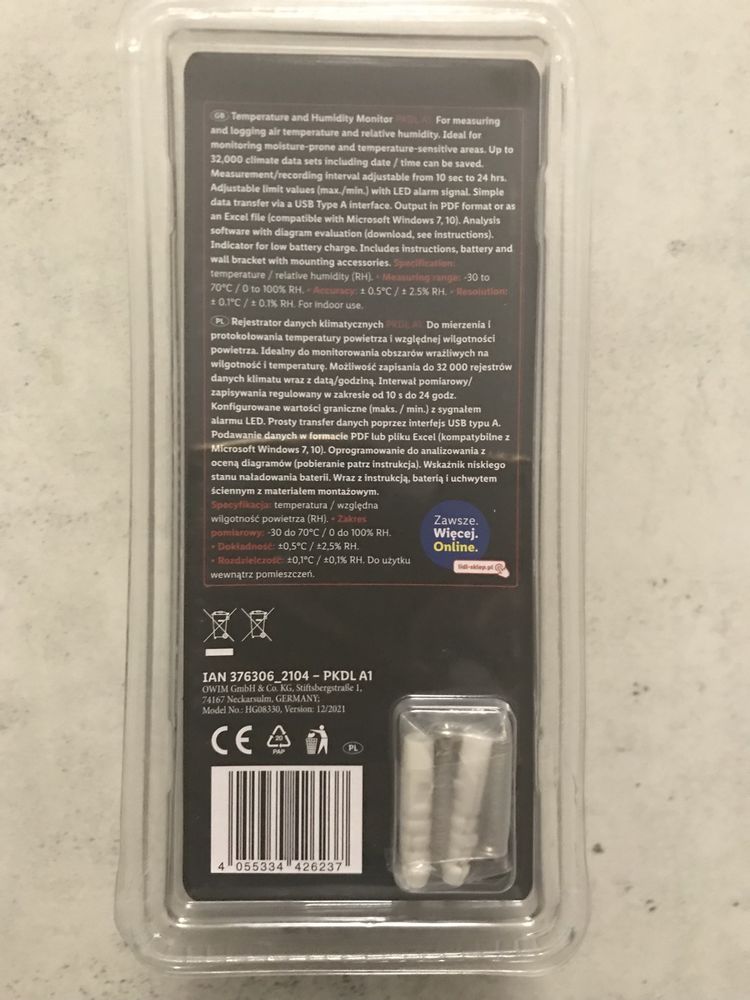 GB Temperature and Humidity Monitor PKDL A1 For measuring
and logging air temperature and relative humidity. Ideal for
monitoring moisture-prone and temperature-sensitive areas. Up to
32,000 climate data sets including date / time can be saved.
Measurement/recording interval adjustable from 10 sec to 24 hrs.
Adjustable limit values (max./min.) with LED alarm signal. Simple
data transfer via a USB Type A interface. Output in PDF format or as
an Excel file (compatible with Microsoft Windows 7, 10). Analysis
software with diagram evaluation (download, see instructions).
Indicator for low battery charge. Includes instructions, battery and
wall bracket with mounting accessories. Specification:
temperature / relative humidity (RH). • Measuring range: -30 to
70°C / 0 to 100% RH. • Accuracy: ± 0.5°C / ± 2.5% RH. • Resolution:
± 0.1°C / ± 0.1% RH. For indoor use.
PL Rejestrator danych klimatycznych PKDL A1 Do mierzenia i
protokołowania temperatury powietrza i względnej wilgotności
powietrza. Idealny do monitorowania obszarów wrażliwych na
wilgotność i temperaturę. Możliwość zapisania do 32 000 rejestrów
danych klimatu wraz z datą/godziną. Interwał pomiarowy/
zapisywania regulowany w zakresie od 10 s do 24 godz.
Konfigurowane wartości graniczne (maks. / min.) z sygnałem
alarmu LED. Prosty transfer danych poprzez interfejs USB typu A.
Podawanie danych w formacie PDF lub pliku Excel (kompatybilne z
Microsoft Windows 7, 10). Oprogramowanie do analizowania z
oceną diagramów (pobieranie patrz instrukcja). Wskaźnik niskiego
stanu naładowania baterii. Wraz z instrukcją, baterią i uchwytem
ściennym z materiałem montażowym.
Specyfikacja: temperatura / względna
wilgotność powietrza (RH). • Zakres
pomiarowy: -30 do 70°C / 0 do 100% RH.
• Dokładność: ±0,5°C / ±2,5% RH.
• Rozdzielczość: ±0,1°C / ±0,1% RH. Do użytku
wewnątrz pomieszczeń.
Zawsze.
Więcej.
Online.
lidl-sklep.pl
IAN 376306_2104 – PKDL A1
OWIM GmbH & Co. KG, Stiftsbergstraße 1,
74167 Neckarsulm, GERMANY;
Model No.: HG08330, Version: 12/2021
CE 20 PAP PL
4 055334 426237